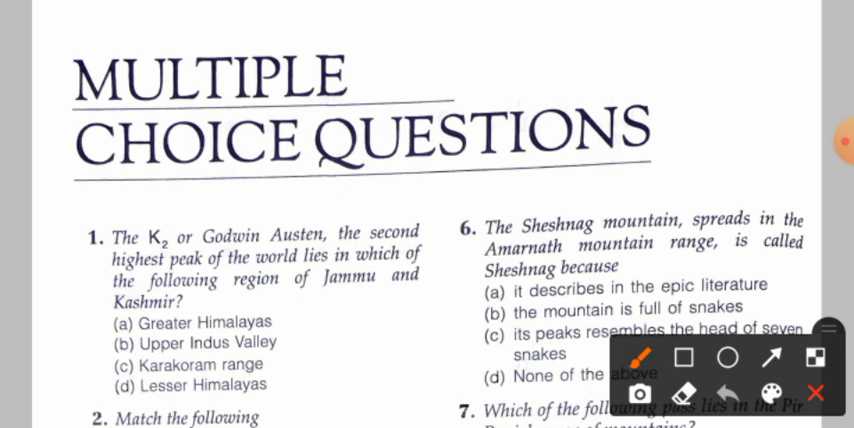 MULTIPLE
CHOICE QUESTIONS
1. The K₂ or Godwin Austen, the second
highest peak of the world lies in which of
the following region of Jammu and
Kashmir?
(a) Greater Himalayas
(b) Upper Indus Valley
(c) Karakoram range
(d) Lesser Himalayas
2. Match the following
6. The Sheshnag mountain, spreads in the
Amarnath mountain range, is called
Sheshnag because
(a) it describes in the epic literature
(b) the mountain is full of snakes
(c) its peaks resembles the head of seven
snakes
(d) None of the above
7. Which of the following pass lies in the Pir